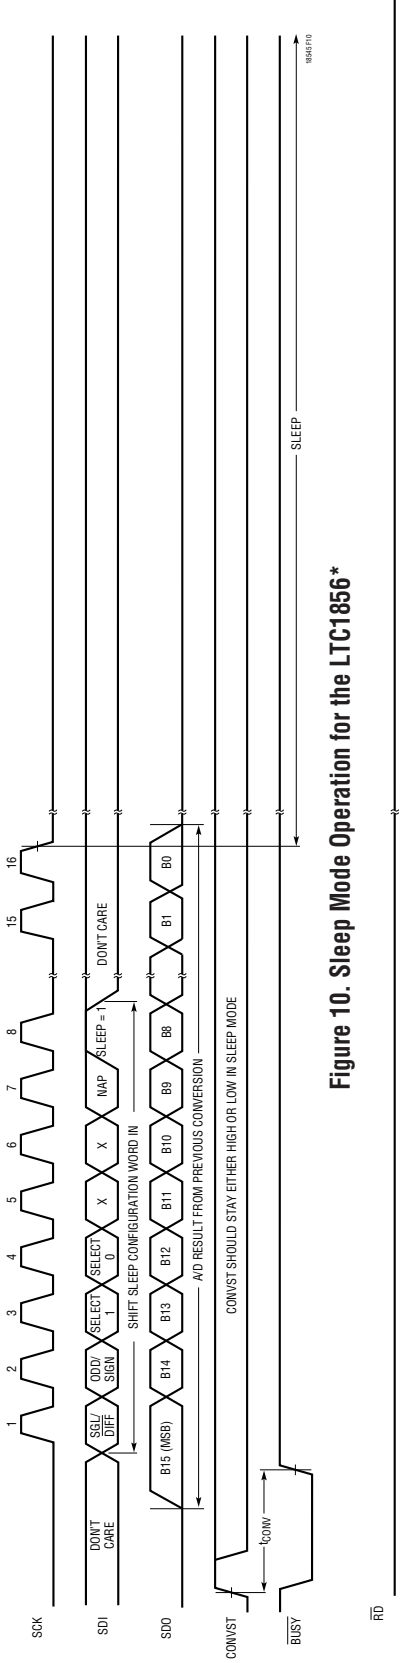 SCK
1
2
3
4
5
6
7
8
15
16
SDI
DON'T
CARE
SGL/
DIFF
ODD/
SIGN
SELECT
1
SELECT
0
X
X
NAP
SLEEP = 1
DON'T CARE
SHIFT SLEEP CONFIGURATION WORD IN
SDO
B15 (MSB)
B14
B13
B12
B11
B10
B9
B8
B1
B0
A/D RESULT FROM PREVIOUS CONVERSION
CONVST
CONVST SHOULD STAY EITHER HIGH OR LOW IN SLEEP MODE
tCONV
BUSY
SLEEP
18545 F10
RD
Figure 10. Sleep Mode Operation for the LTC1856*